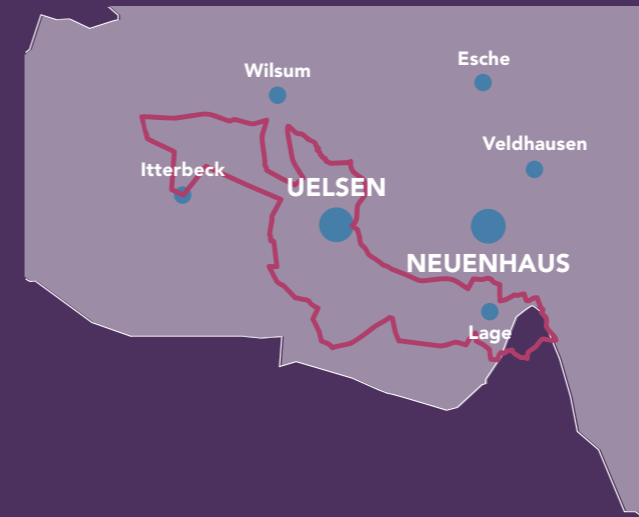 Esche
Wilsum
Veldhausen
Itterbeck
UELSEN
NEUENHAUS
Lage